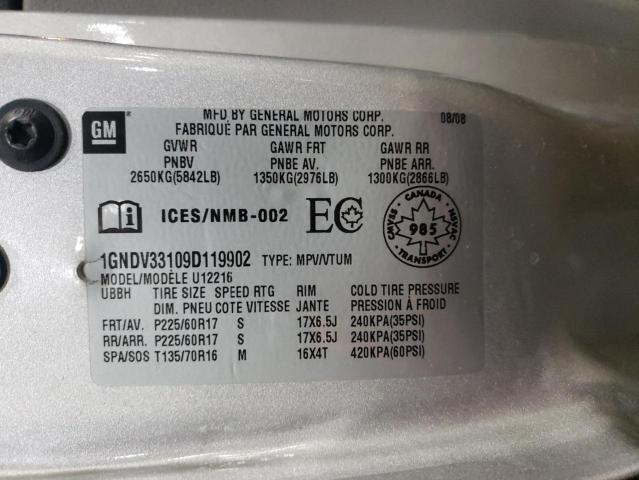 MFD BY GENERAL MOTORS CORP. 08/08
GM FABRIQUÉ PAR GENERAL MOTORS CORP.
GVWR GAWR FRT GAWR RR
PNBV PNBE AV. PNBE ARR.
2650KG(5842LB) 1350KG(2976LB) 1300KG(2866LB)
ICES/NMB-002 EC CANADA CMVSS 985 NSVAC TRANSPORT
1GNDV33109D119902 TYPE: MPV/VTUM
MODEL/MODÈLE U12216
UBBH TIRE SIZE SPEED RTG RIM COLD TIRE PRESSURE
DIM. PNEU COTE VITESSE JANTE PRESSION À FROID
FRT/AV. P225/60R17 S 17X6.5J 240KPA(35PSI)
RR/ARR. P225/60R17 S 17X6.5J 240KPA(35PSI)
SPA/SOS T135/70R16 M 16X4T 420KPA(60PSI)